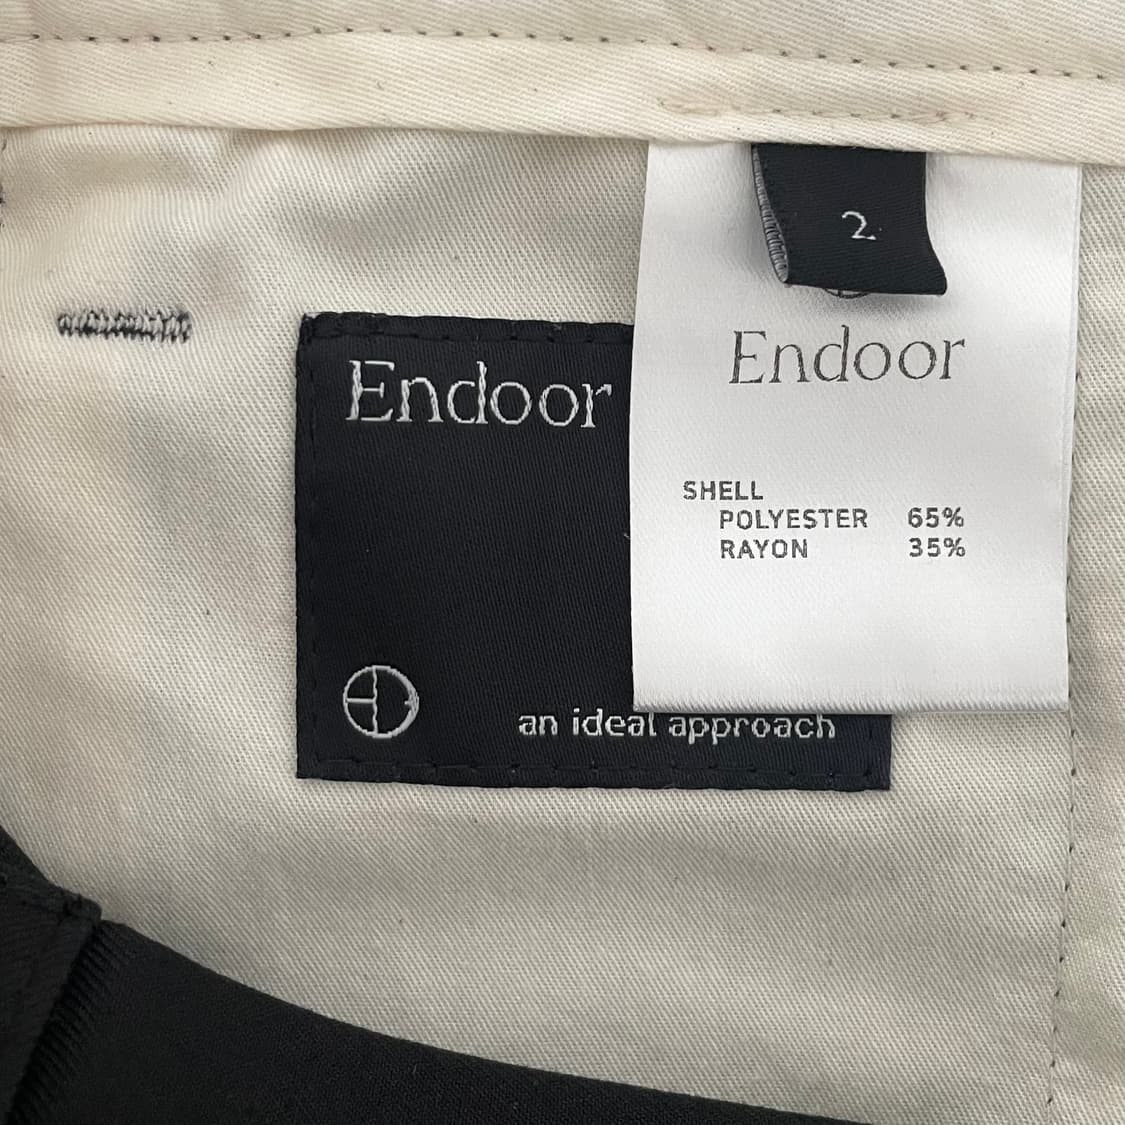 2
Endoor
SHELL
POLYESTER 65%
RAYON 35%
Endoor
an ideal approach